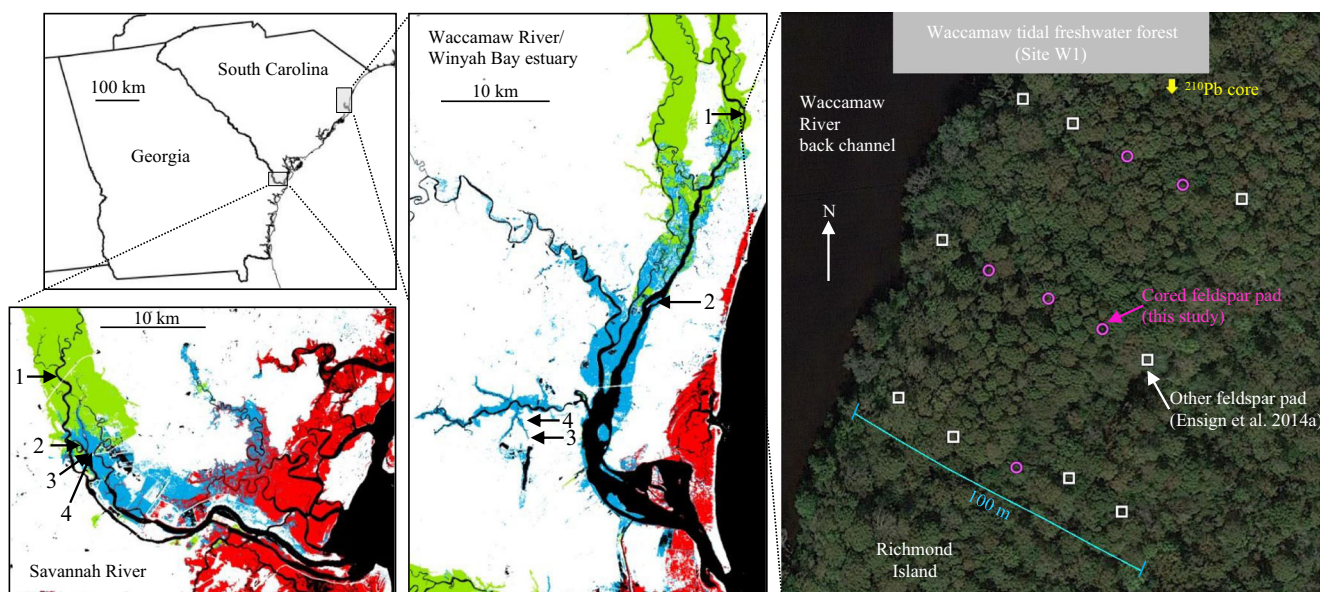 South Carolina
100 km
Georgia
10 km
1
2
3
4
Savannah River
Waccamaw River/
Winyah Bay estuary
10 km
1
2
4
3
Waccamaw tidal freshwater forest
(Site W1)
210Pb core
Waccamaw
River
back channel
N
Cored feldspar pad
(this study)
Other feldspar pad
(Ensign et al. 2014a)
100 m
Richmond
Island